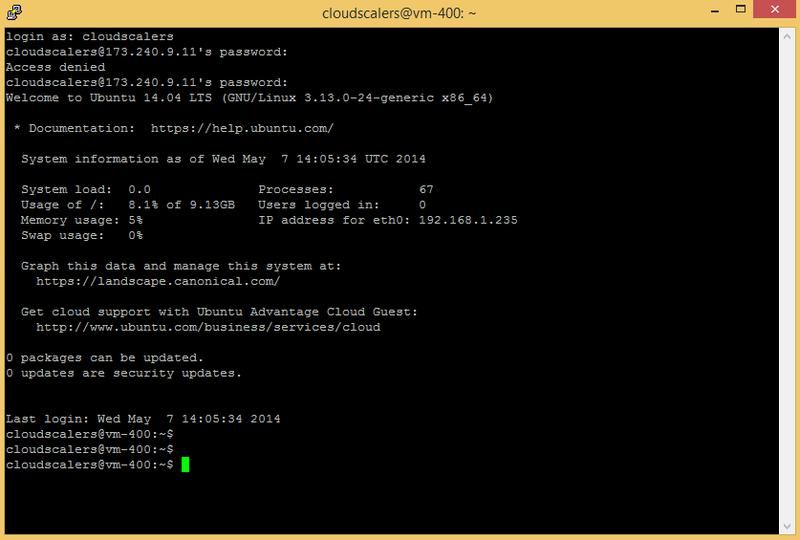 cloudscalers@vm-400: ~
login as: cloudscalers
cloudscalers@173.240.9.11's password:
Access denied
cloudscalers@173.240.9.11's password:
Welcome to Ubuntu 14.04 LTS (GNU/Linux 3.13.0-24-generic x86_64)
* Documentation:  https://help.ubuntu.com/
System information as of Wed May  7 14:05:34 UTC 2014
System load:  0.0                Processes:           67
Usage of /:   8.1% of 9.13GB   Users logged in:     0
Memory usage: 5%               IP address for eth0: 192.168.1.235
Swap usage:   0%
Graph this data and manage this system at:
https://landscape.canonical.com/
Get cloud support with Ubuntu Advantage Cloud Guest:
http://www.ubuntu.com/business/services/cloud
0 packages can be updated.
0 updates are security updates.
Last login: Wed May  7 14:05:34 2014
cloudscalers@vm-400:~$
cloudscalers@vm-400:~$
cloudscalers@vm-400:~$